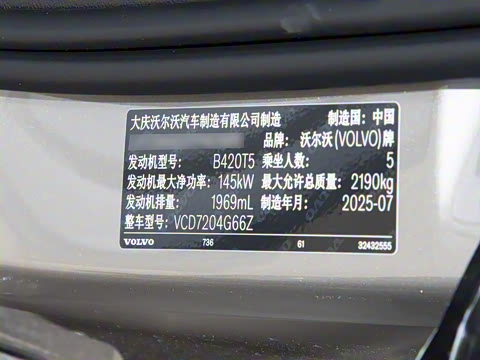 大庆沃尔沃汽车制造有限公司制造 制造国：中国
品牌：沃尔沃(VOLVO)牌
发动机型号：B420T5 乘坐人数：5
发动机最大净功率：145kW 最大允许总质量：2190kg
发动机排量：1969mL 制造年月：2025-07
整车型号：VCD7204G66Z
VOLVO 736 61 32432555